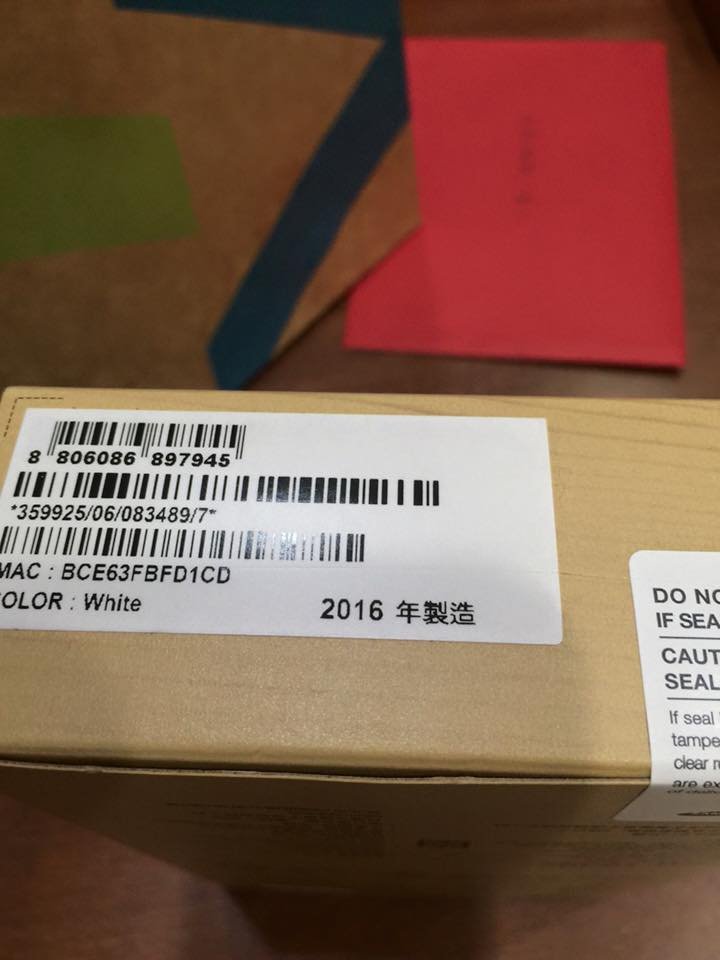 8 806086 897945
*359925/06/083489/7*
MAC : BCE63FBFD1CD
OLOR : White
2016 年製造
DO NO
IF SEA
CAUT
SEAL
If seal
tampe
clear r
are ex